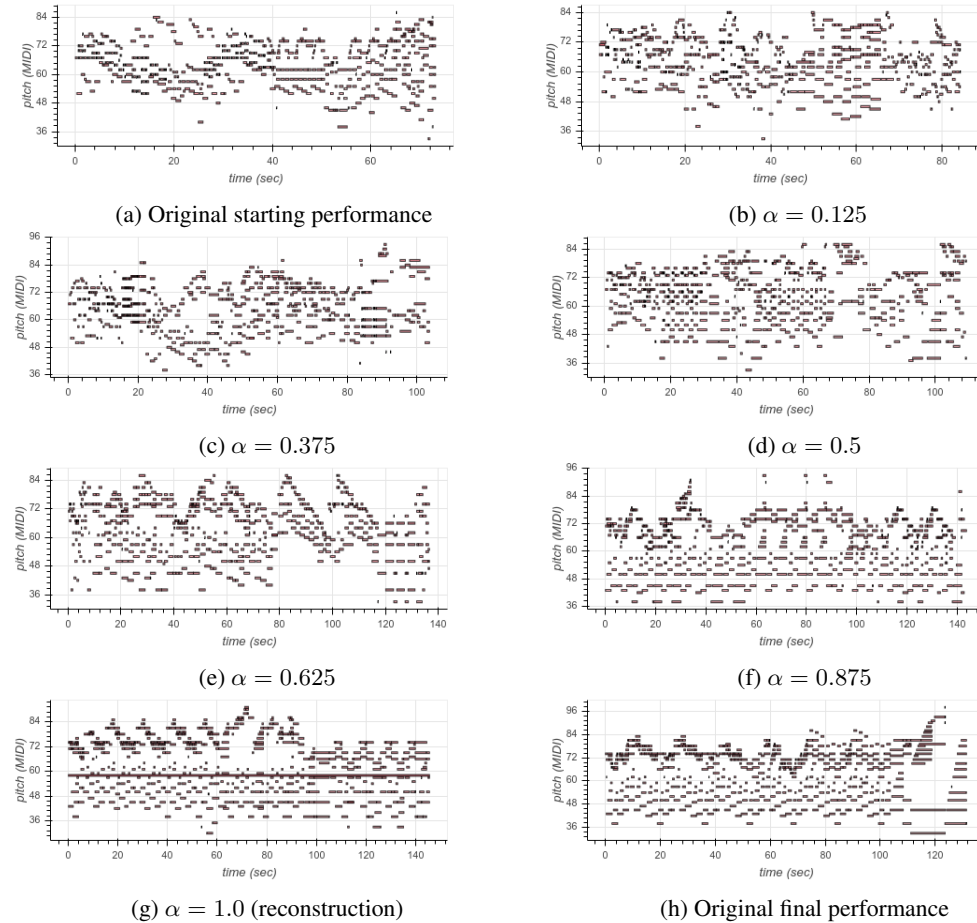 84
72
60
48
36
pitch (MIDI)
0 20 40 60
time (sec)
(a) Original starting performance
84
72
60
48
36
pitch (MIDI)
0 20 40 60 80
time (sec)
(b) α = 0.125
96
84
72
60
48
36
pitch (MIDI)
0 20 40 60 80 100
time (sec)
(c) α = 0.375
84
72
60
48
36
pitch (MIDI)
0 20 40 60 80 100
time (sec)
(d) α = 0.5
84
72
60
48
36
pitch (MIDI)
0 20 40 60 80 100 120 140
time (sec)
(e) α = 0.625
96
84
72
60
48
36
pitch (MIDI)
0 20 40 60 80 100 120 140
time (sec)
(f) α = 0.875
84
72
60
48
36
pitch (MIDI)
0 20 40 60 80 100 120 140
time (sec)
(g) α = 1.0 (reconstruction)
96
84
72
60
48
36
pitch (MIDI)
0 20 40 60 80 100 120
time (sec)
(h) Original final performance